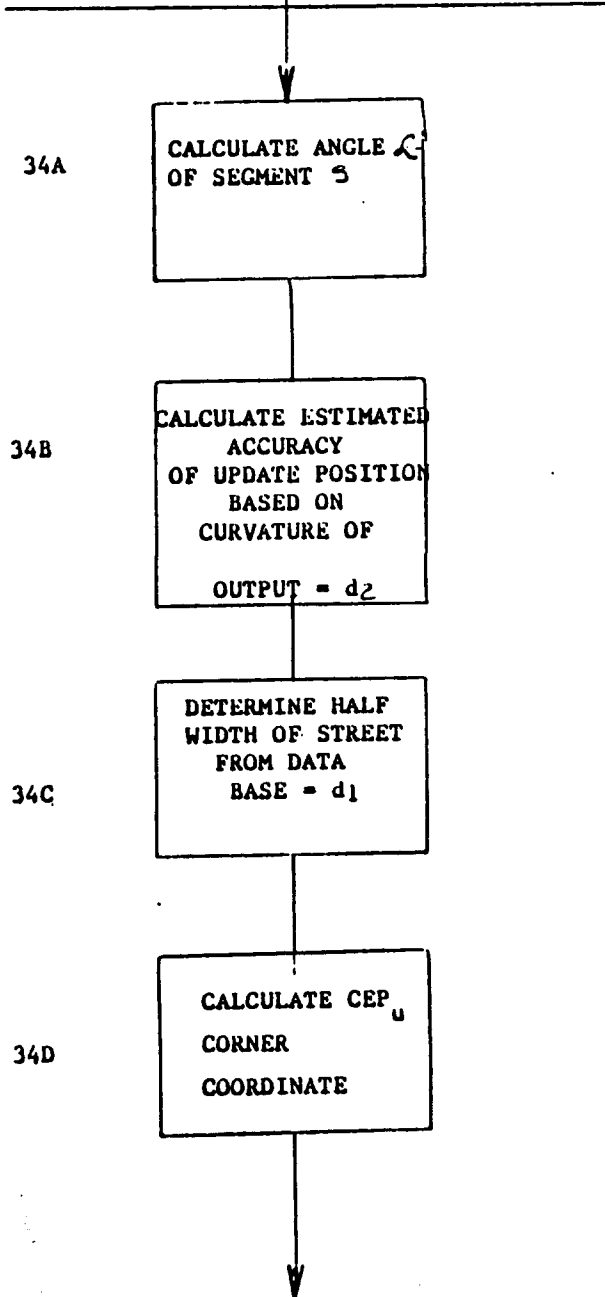 34A
CALCULATE ANGLE
OF SEGMENT S
34B
CALCULATE ESTIMATED
ACCURACY
OF UPDATE POSITION
BASED ON
CURVATURE OF
OUTPUT = d2
34C
DETERMINE HALF
WIDTH OF STREET
FROM DATA
BASE = d1
34D
CALCULATE CEPu
CORNER
COORDINATE